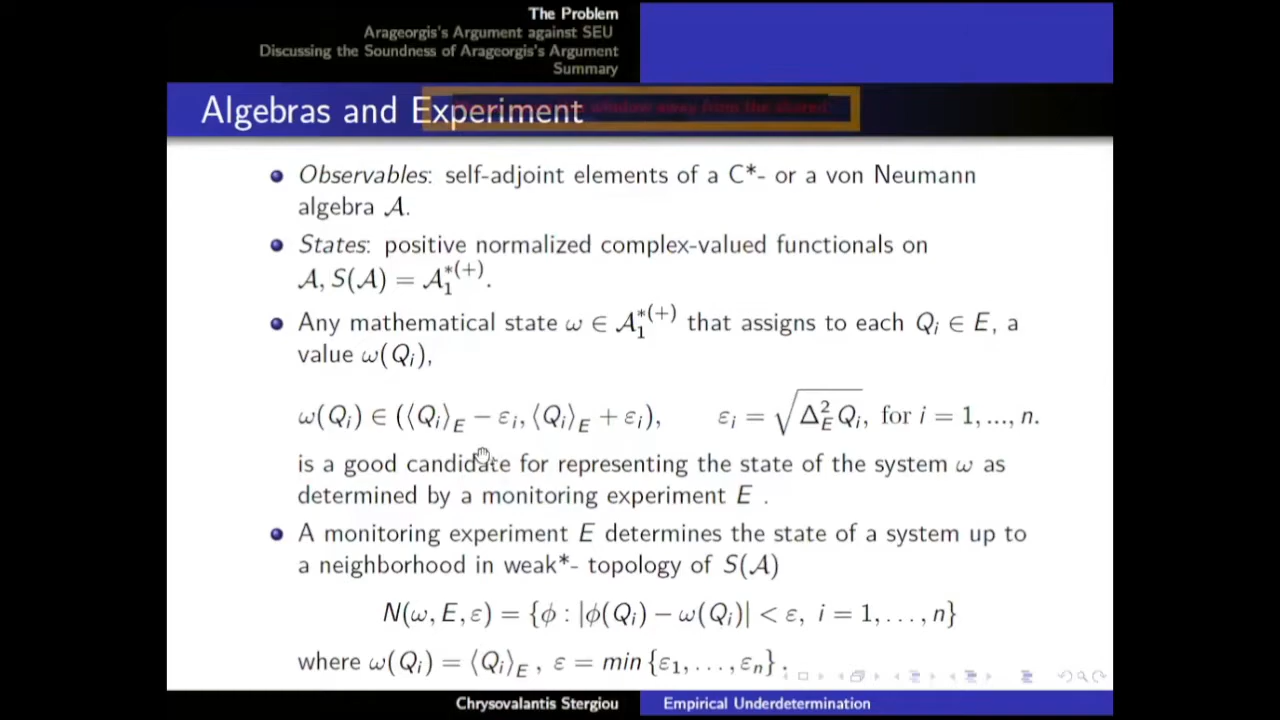 The Problem
Arageorgis's Argument against SEU
Discussing the Soundness of Arageorgis's Argument
Summary
Algebras and Experiment
window away from the shared
Observables: self-adjoint elements of a C*- or a von Neumann
algebra 𝒜.
States: positive normalized complex-valued functionals on
𝒜, S(𝒜) = 𝒜₁*⁽⁺⁾.
Any mathematical state ω ∈ 𝒜₁*⁽⁺⁾ that assigns to each Qᵢ ∈ E, a
value ω(Qᵢ),
ω(Qᵢ) ∈ (⟨Qᵢ⟩_E − εᵢ, ⟨Qᵢ⟩_E + εᵢ), εᵢ = √(Δ²_E Qᵢ), for i = 1, ..., n.
is a good candidate for representing the state of the system ω as
determined by a monitoring experiment E .
A monitoring experiment E determines the state of a system up to
a neighborhood in weak*- topology of S(𝒜)
N(ω, E, ε) = {ϕ : |ϕ(Qᵢ) − ω(Qᵢ)| < ε, i = 1, . . . , n}
where ω(Qᵢ) = ⟨Qᵢ⟩_E , ε = min {ε₁, . . . , εₙ} .
Chrysovalantis Stergiou
Empirical Underdetermination